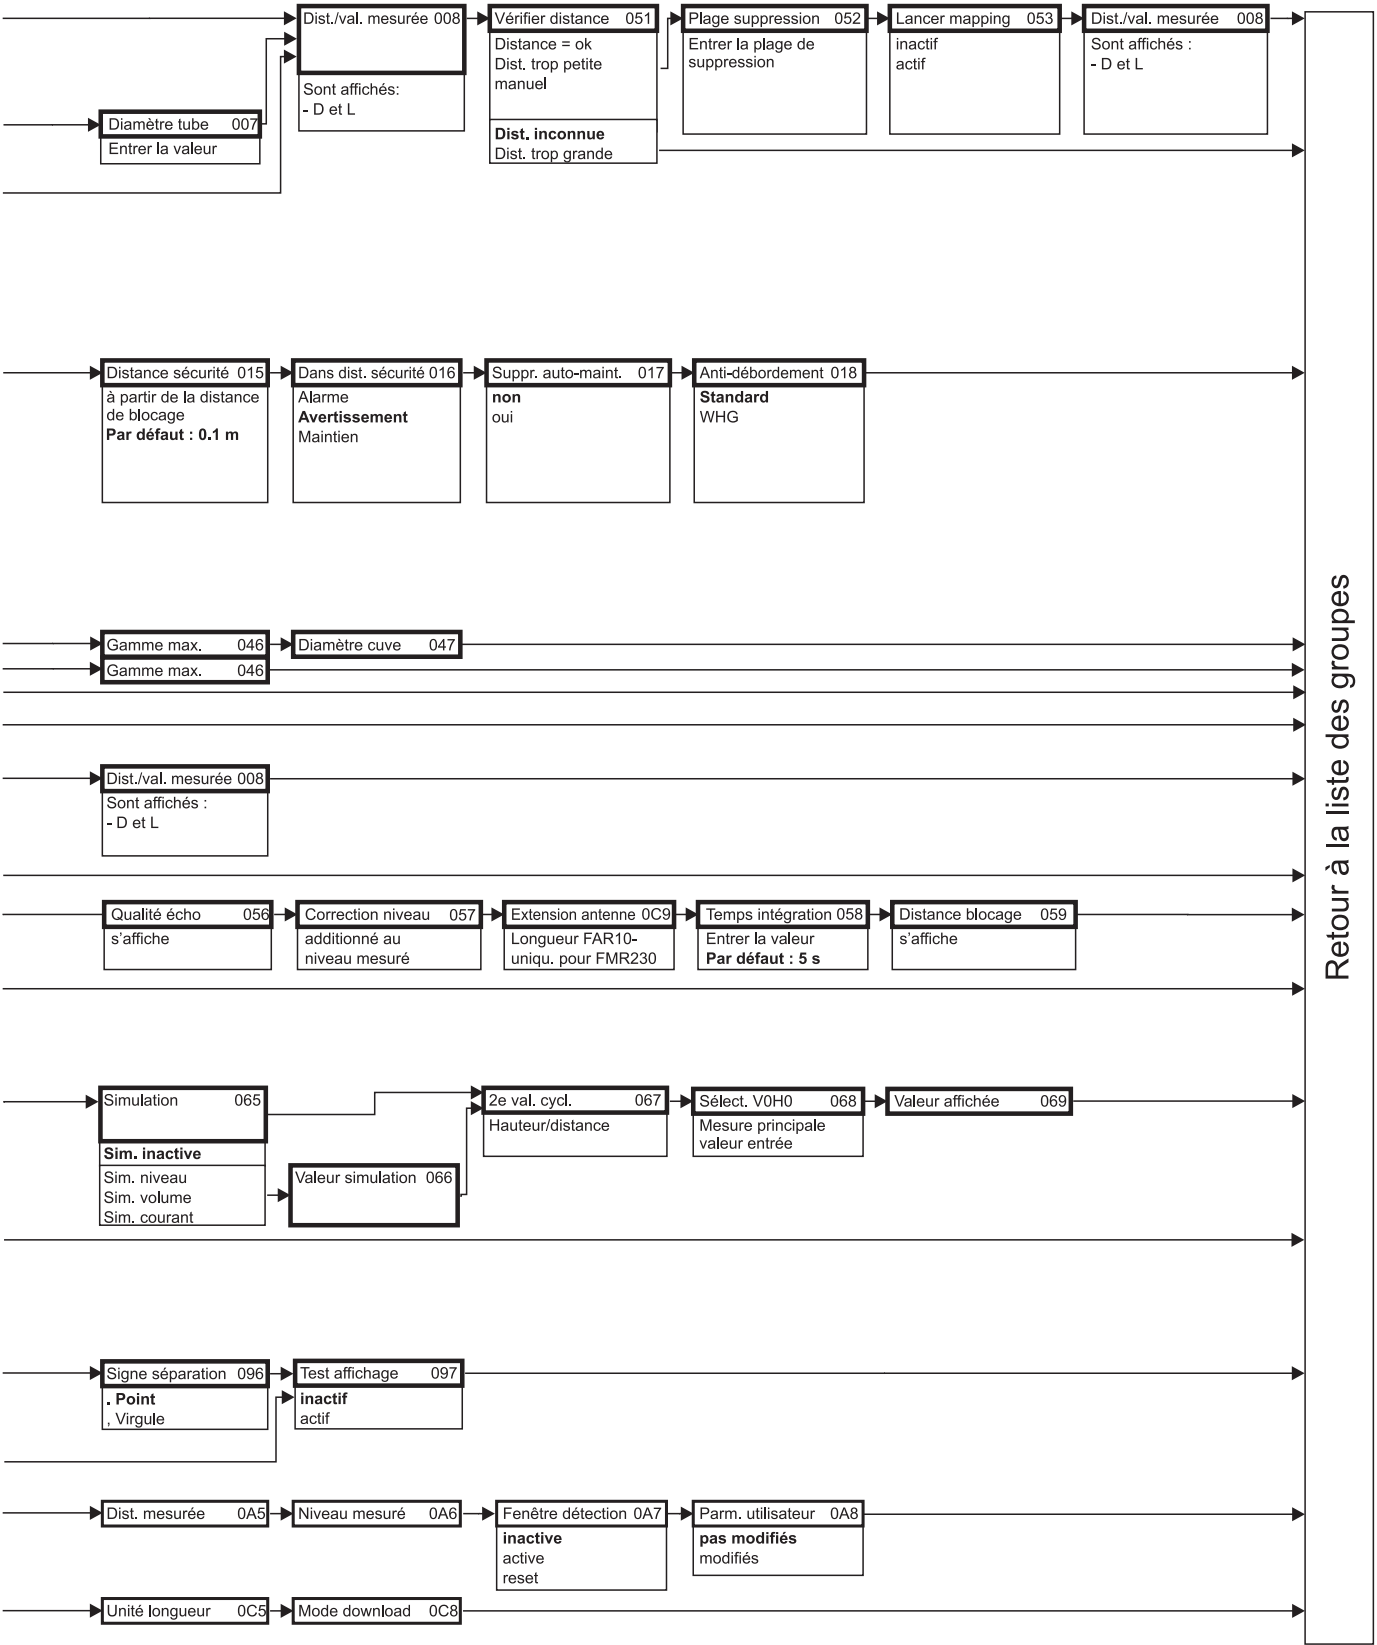 Dist./val. mesurée 008
Sont affichés:
- D et L
Vérifier distance 051
Distance = ok
Dist. trop petite
manuel
Dist. inconnue
Dist. trop grande
Plage suppression 052
Entrer la plage de
suppression
Lancer mapping 053
inactif
actif
Dist./val. mesurée 008
Sont affichés :
- D et L
Diamètre tube 007
Entrer la valeur
Distance sécurité 015
à partir de la distance
de blocage
Par défaut : 0.1 m
Dans dist. sécurité 016
Alarme
Avertissement
Maintien
Suppr. auto-maint. 017
non
oui
Anti-débordement 018
Standard
WHG
Gamme max. 046
Diamètre cuve 047
Gamme max. 046
Dist./val. mesurée 008
Sont affichés :
- D et L
Qualité écho 056
s'affiche
Correction niveau 057
additionné au
niveau mesuré
Extension antenne 0C9
Longueur FAR10-
uniqu. pour FMR230
Temps intégration 058
Entrer la valeur
Par défaut : 5 s
Distance blocage 059
s'affiche
Simulation 065
Sim. inactive
Sim. niveau
Sim. volume
Sim. courant
Valeur simulation 066
2e val. cycl. 067
Hauteur/distance
Sélect. V0H0 068
Mesure principale
valeur entrée
Valeur affichée 069
Signe séparation 096
. Point
, Virgule
Test affichage 097
inactif
actif
Dist. mesurée 0A5
Niveau mesuré 0A6
Fenêtre détection 0A7
inactive
active
reset
Parm. utilisateur 0A8
pas modifiés
modifiés
Unité longueur 0C5
Mode download 0C8
Retour à la liste des groupes